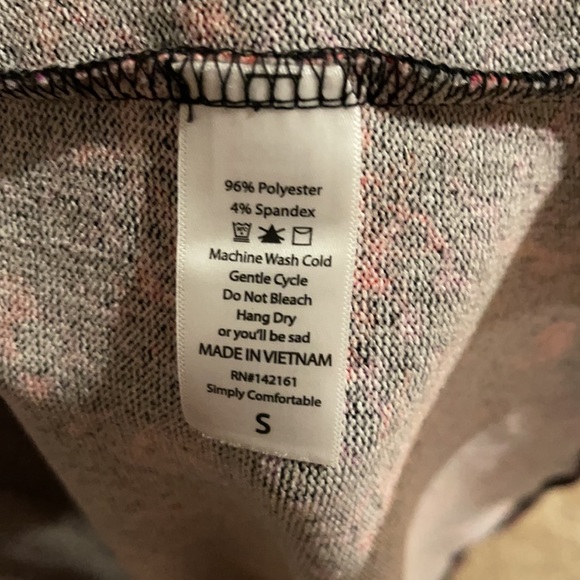 96% Polyester
4% Spandex
Machine Wash Cold
Gentle Cycle
Do Not Bleach
Hang Dry
or you'll be sad
MADE IN VIETNAM
RN#142161
Simply Comfortable
S